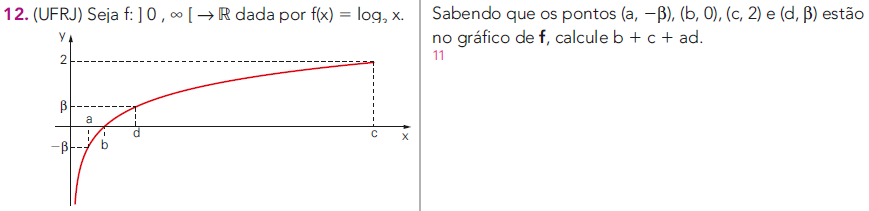 12. (UFRJ) Seja f: ] 0 , ∞ [ → ℝ dada por f(x) = log₃ x.
y
2
β
a
d
c
x
−β
b
Sabendo que os pontos (a, −β), (b, 0), (c, 2) e (d, β) estão
no gráfico de f, calcule b + c + ad.
11